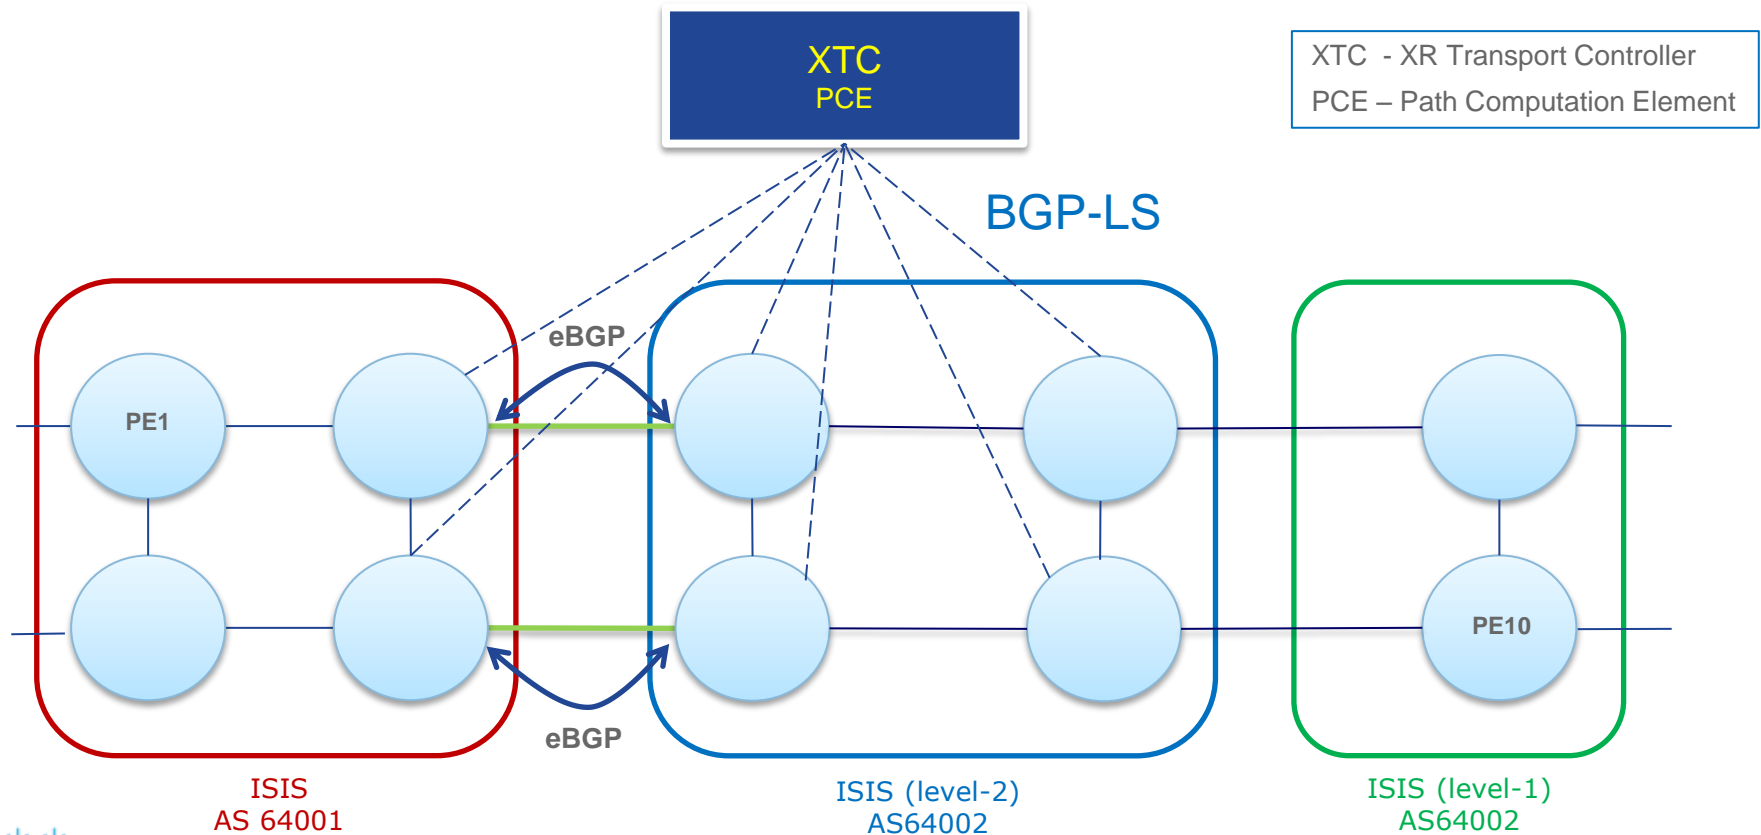 XTC
PCE
XTC - XR Transport Controller
PCE – Path Computation Element
BGP-LS
eBGP
PE1
PE10
eBGP
ISIS
AS 64001
ISIS (level-2)
AS64002
ISIS (level-1)
AS64002